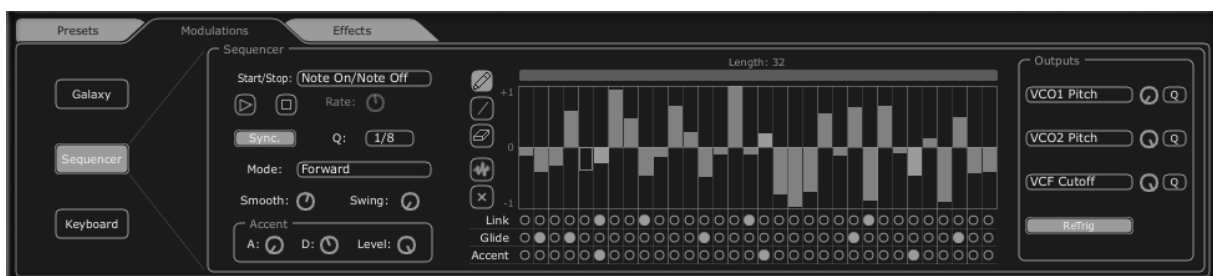 Presets Modulations Effects
Sequencer
Length: 32
Outputs
Start/Stop: Note On/Note Off
Galaxy
Rate:
+1
VCO1 Pitch Q
Sync. Q: 1/8
VCO2 Pitch Q
Sequencer
0
Mode: Forward
VCF Cutoff Q
Smooth: Swing:
-1
Keyboard
Accent
Link
ReTrig
A: D: Level:
Glide
Accent